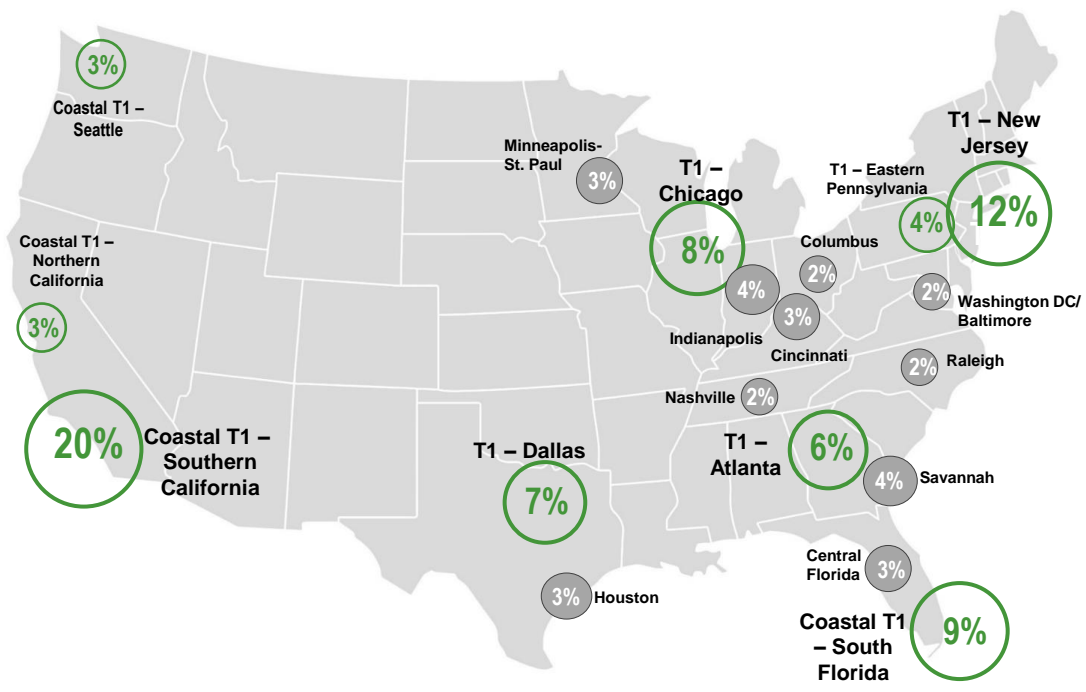 3%
Coastal T1 –
Seattle
Minneapolis-
St. Paul
3%
T1 –
Chicago
8%
T1 – New
Jersey
12%
T1 – Eastern
Pennsylvania
4%
Coastal T1 –
Northern
California
3%
Columbus
2%
4%
Indianapolis
3%
Cincinnati
2%
Washington DC/
Baltimore
2%
Raleigh
Nashville
2%
20%
Coastal T1 –
Southern
California
T1 – Dallas
7%
T1 –
Atlanta
6%
4%
Savannah
Central
Florida
3%
3%
Houston
Coastal T1
– South
Florida
9%